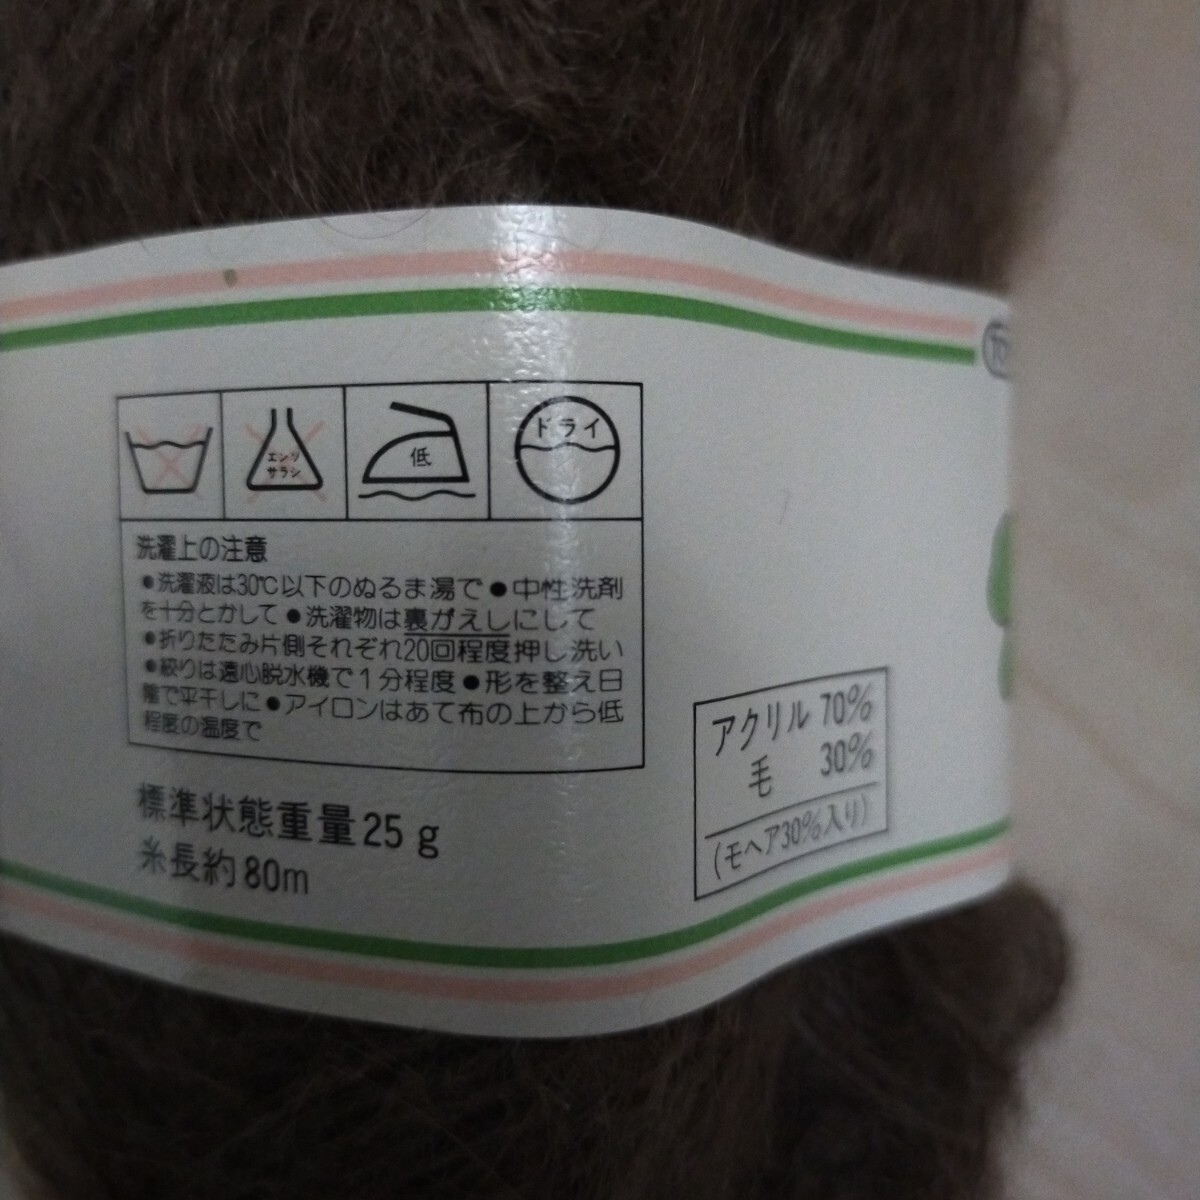 エンソ
サラシ
低
ドライ
洗濯上の注意
●洗濯液は30℃以下のぬるま湯で●中性洗剤
を十分とかして●洗濯物は裏がえしにして
●折りたたみ片側それぞれ20回程度押し洗い
●絞りは遠心脱水機で1分程度●形を整え日
陰で平干しに●アイロンはあて布の上から低
程度の温度で
標準状態重量25g
糸長約80m
アクリル 70%
毛 30%
(モヘア30%入り)